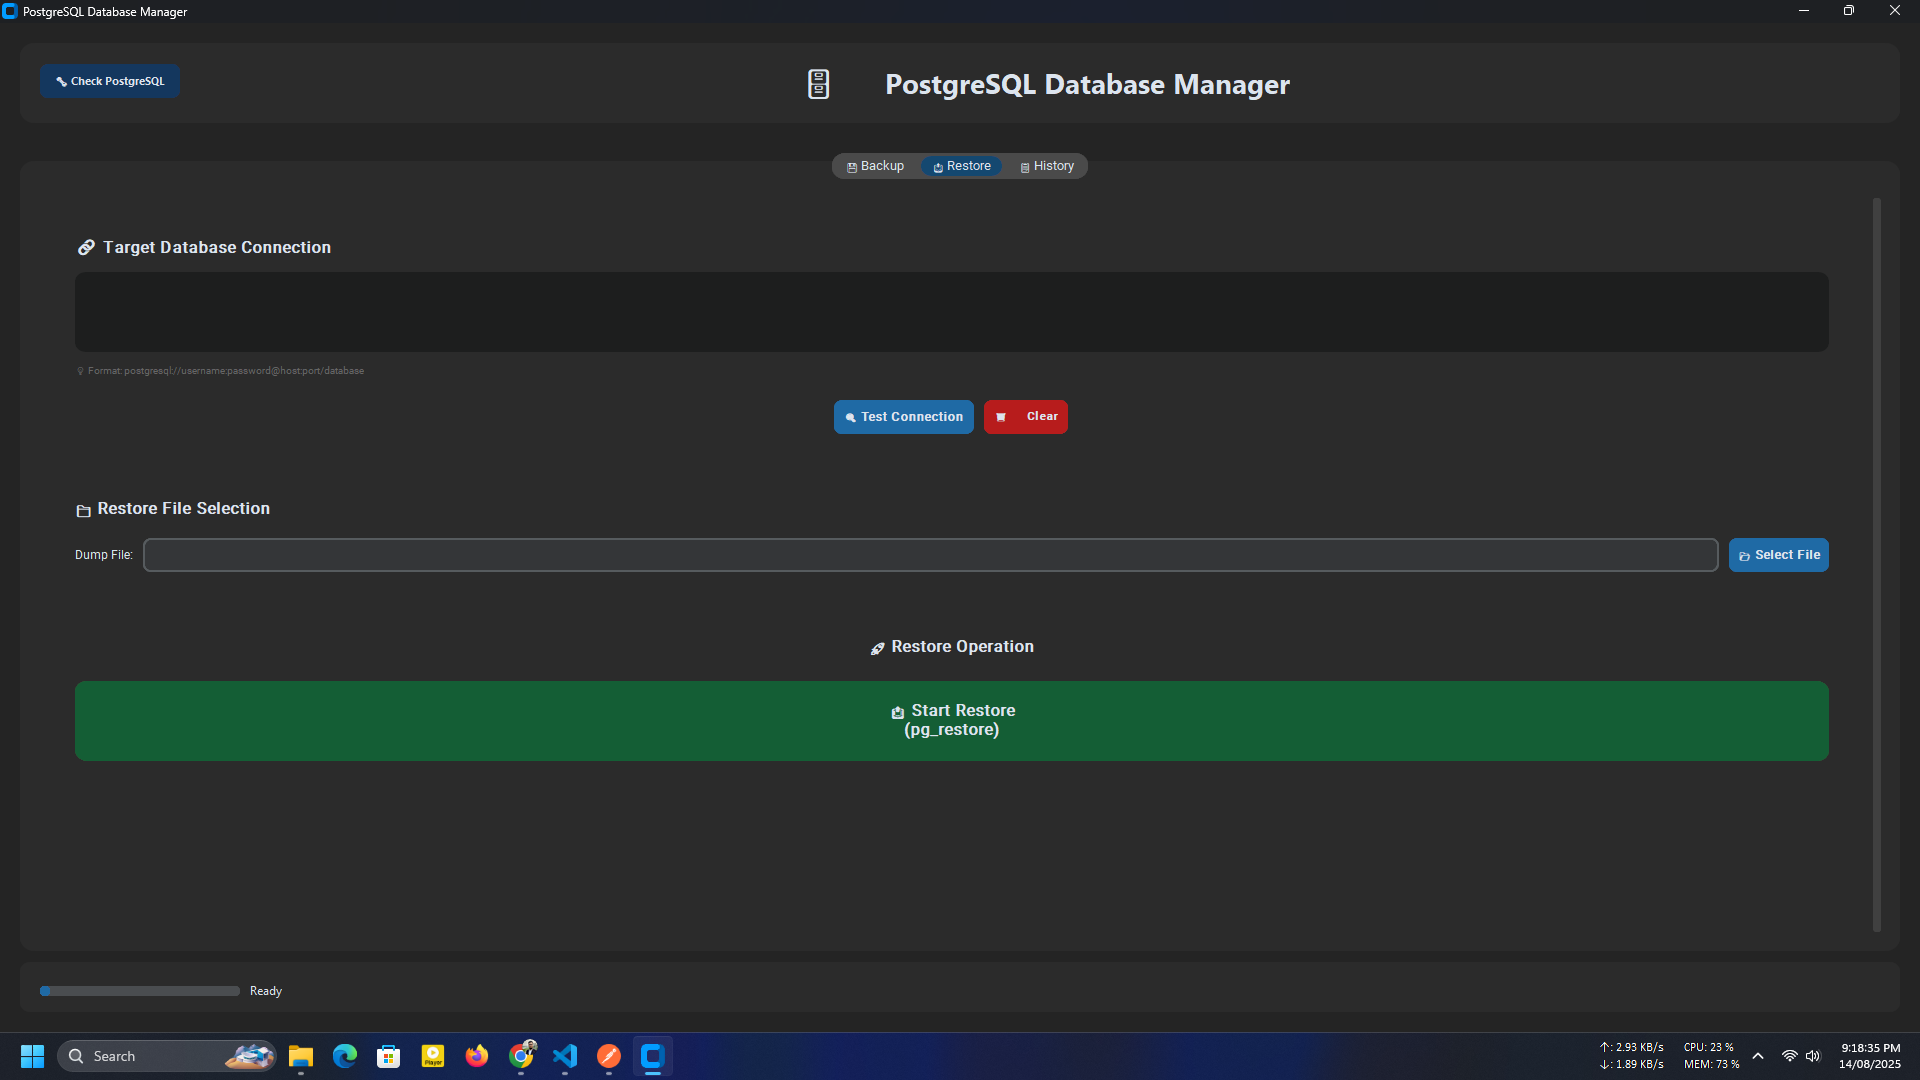 PostgreSQL Database Manager
Check PostgreSQL
PostgreSQL Database Manager
Backup
Restore
History
Target Database Connection
Format: postgresql://username:password@host:port/database
Test Connection
Clear
Restore File Selection
Dump File:
Select File
Restore Operation
Start Restore
(pg_restore)
Ready
Search
Player
↑: 2.93 KB/s
↓: 1.89 KB/s
CPU: 23 %
MEM: 73 %
9:18:35 PM
14/08/2025